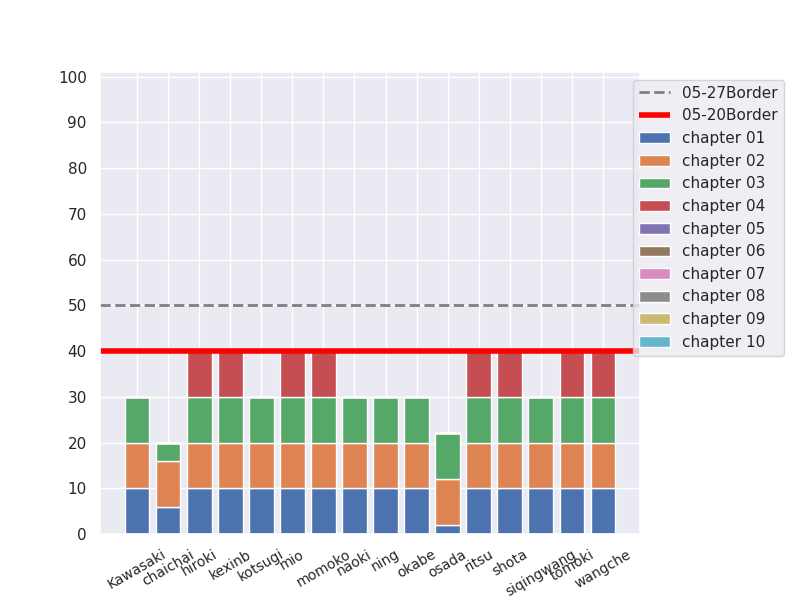 100
90
80
70
60
50
40
30
20
10
0
05-27Border
05-20Border
chapter 01
chapter 02
chapter 03
chapter 04
chapter 05
chapter 06
chapter 07
chapter 08
chapter 09
chapter 10
Kawasaki
chaichai
hiroki
kexinb
kotsugi
mio
momoko
naoki
ning
okabe
osada
ritsu
shota
siqingwang
tomoki
wangche